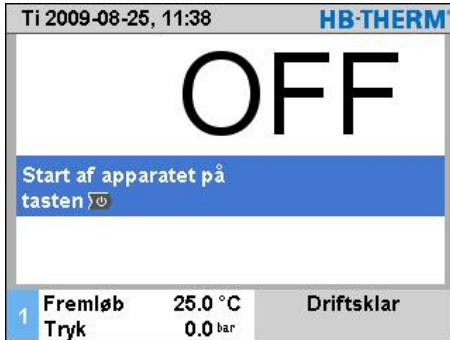 Ti 2009-08-25, 11:38 HB-THERM
OFF
Start af apparatet på
tasten
1 Fremløb 25.0 °C Driftsklar
Tryk 0.0 bar